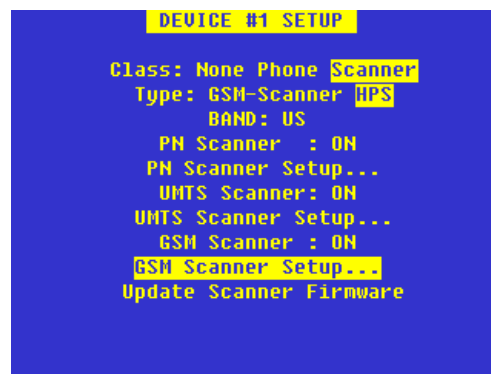 DEVICE #1 SETUP
Class: None Phone Scanner
Type: GSM-Scanner HPS
BAND: US
PN Scanner : ON
PN Scanner Setup...
UMTS Scanner: ON
UMTS Scanner Setup...
GSM Scanner : ON
GSM Scanner Setup...
Update Scanner Firmware